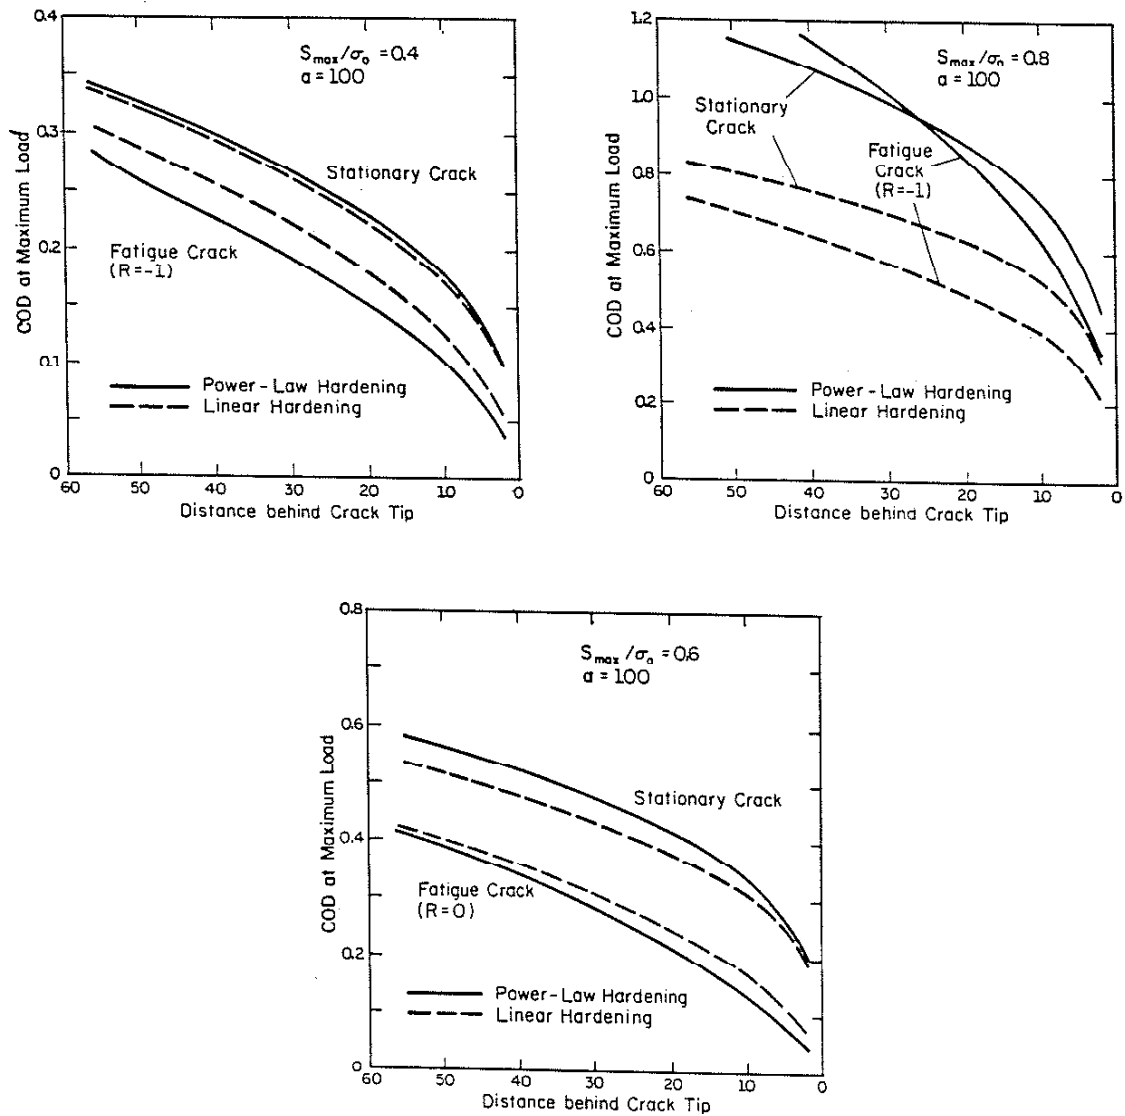 0.4
0.3
0.2
0.1
0
COD at Maximum Load
Smax/σo = 0.4
a = 100
Stationary Crack
Fatigue Crack
(R=-1)
Power-Law Hardening
Linear Hardening
60 50 40 30 20 10 0
Distance behind Crack Tip
1.2
1.0
0.8
0.6
0.4
0.2
0
COD at Maximum Load
Smax/σo = 0.8
a = 100
Stationary
Crack
Fatigue
Crack
(R=-1)
Power-Law Hardening
Linear Hardening
60 50 40 30 20 10 0
Distance behind Crack Tip
0.8
0.6
0.4
0.2
0
COD at Maximum Load
Smax/σo = 0.6
a = 100
Stationary Crack
Fatigue Crack
(R=0)
Power-Law Hardening
Linear Hardening
60 50 40 30 20 10 0
Distance behind Crack Tip